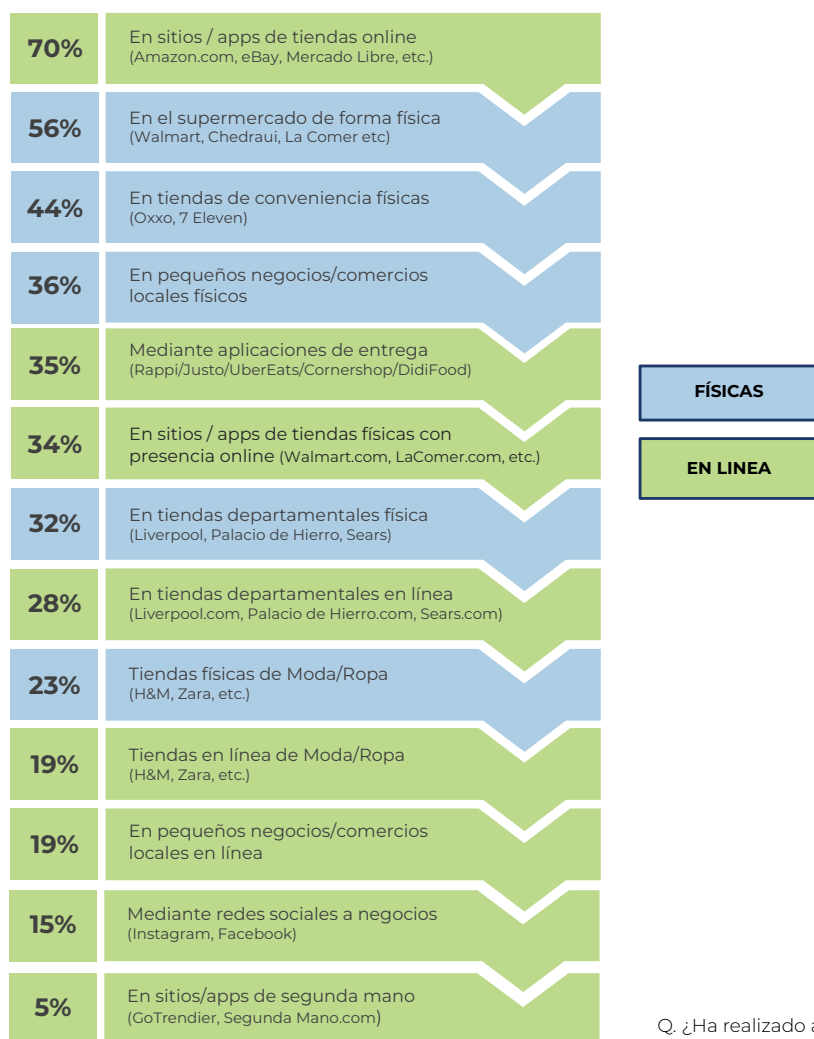 70%
En sitios / apps de tiendas online
(Amazon.com, eBay, Mercado Libre, etc.)
56%
En el supermercado de forma física
(Walmart, Chedraui, La Comer etc)
44%
En tiendas de conveniencia físicas
(Oxxo, 7 Eleven)
36%
En pequeños negocios/comercios
locales físicos
35%
Mediante aplicaciones de entrega
(Rappi/Justo/UberEats/Cornershop/DidiFood)
34%
En sitios / apps de tiendas físicas con
presencia online (Walmart.com, LaComer.com, etc.)
32%
En tiendas departamentales física
(Liverpool, Palacio de Hierro, Sears)
28%
En tiendas departamentales en línea
(Liverpool.com, Palacio de Hierro.com, Sears.com)
23%
Tiendas físicas de Moda/Ropa
(H&M, Zara, etc.)
19%
Tiendas en línea de Moda/Ropa
(H&M, Zara, etc.)
19%
En pequeños negocios/comercios
locales en línea
15%
Mediante redes sociales a negocios
(Instagram, Facebook)
5%
En sitios/apps de segunda mano
(GoTrendier, Segunda Mano.com)
FÍSICAS
EN LINEA
Q. ¿Ha realizado